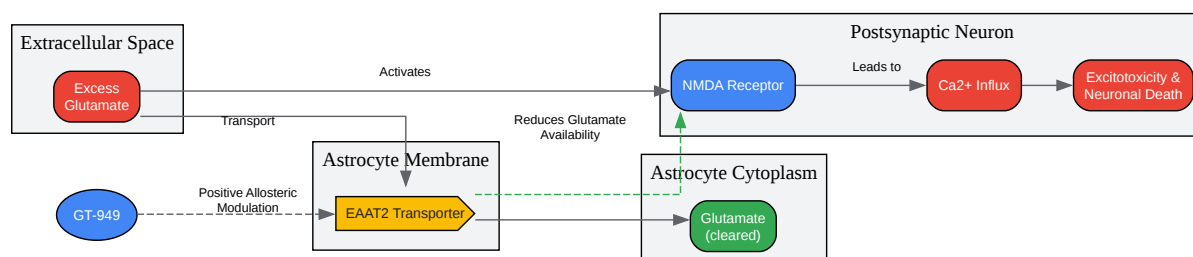 Extracellular Space
Excess
Glutamate
Activates
Transport
Postsynaptic Neuron
NMDA Receptor
Leads to
Ca2+ Influx
Excitotoxicity &
Neuronal Death
Reduces Glutamate
Availability
Astrocyte Membrane
EAAT2 Transporter
GT-949
Positive Allosteric
Modulation
Astrocyte Cytoplasm
Glutamate
(cleared)